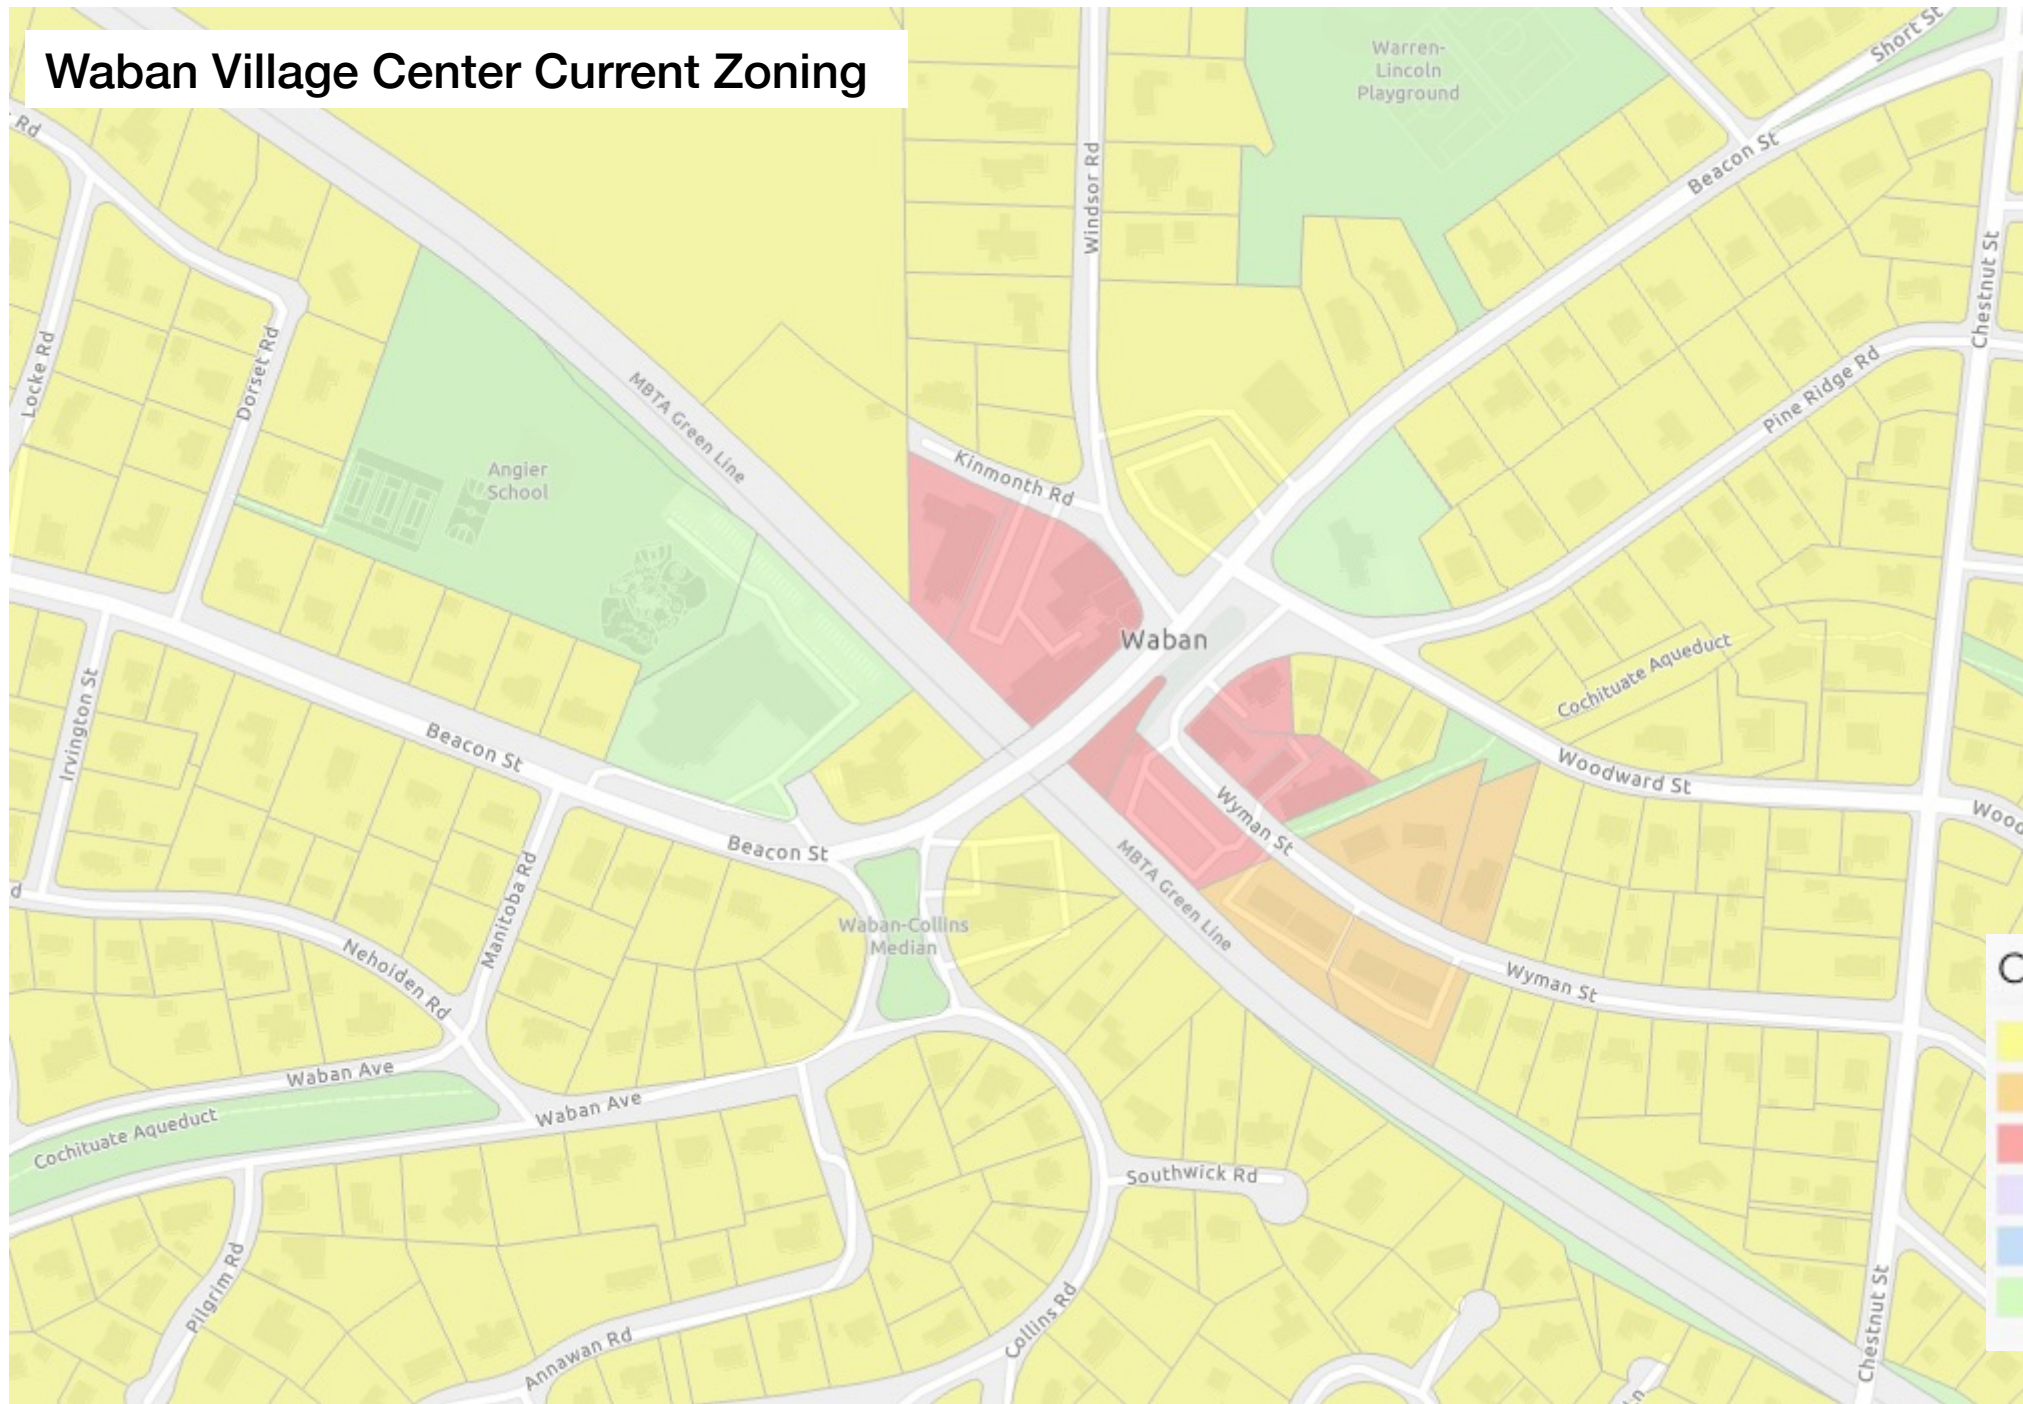 Waban Village Center Current Zoning
Rd
Short St
Warren-
Lincoln
Playground
Beacon St
Windsor Rd
Chestnut St
Locke Rd
Dorset Rd
MBTA Green Line
Pine Ridge Rd
Angier
School
Kinmonth Rd
Waban
Cochituate Aqueduct
Irvington St
Beacon St
Woodward St
Wyman St
Wood
Beacon St
MBTA Green Line
Manitoba Rd
Waban-Collins
Median
d
Nehoiden Rd
Wyman St
C
Waban Ave
Waban Ave
Cochituate Aqueduct
Southwick Rd
Pilgrim Rd
Collins Rd
Chestnut St
Annawan Rd